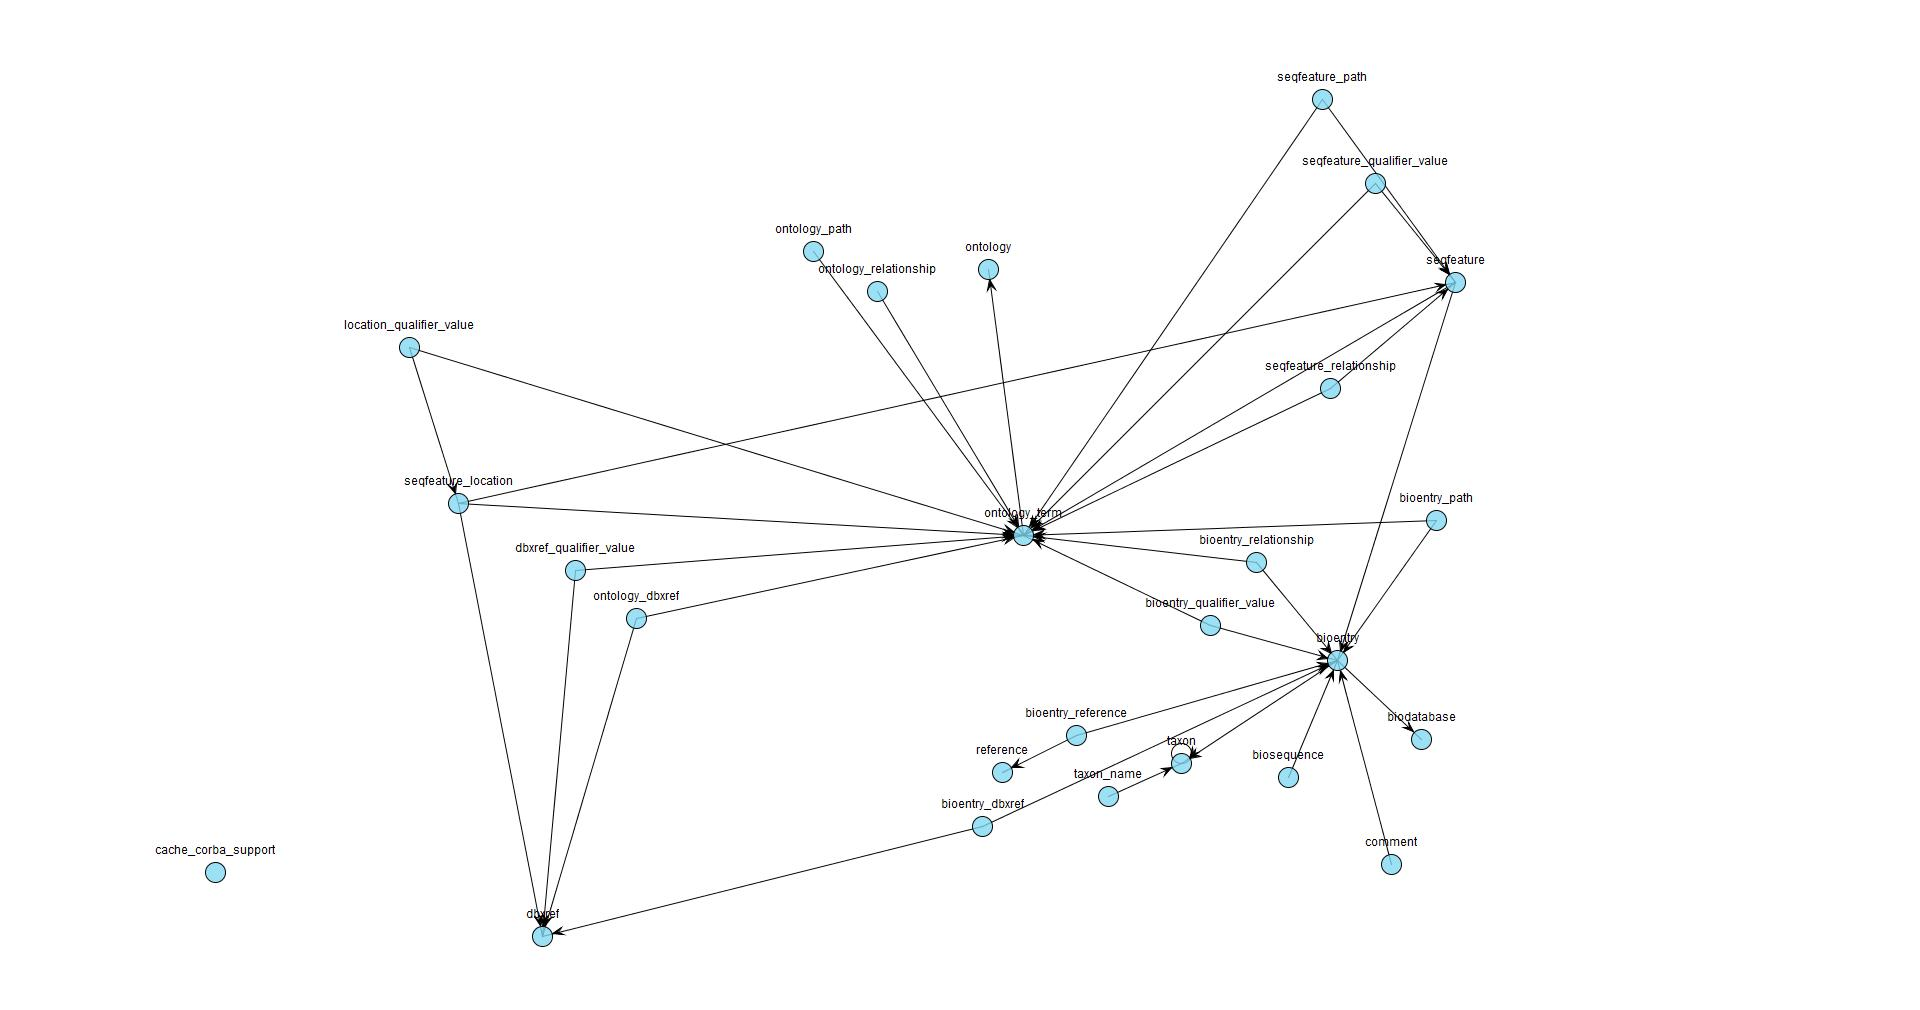 seqfeature_path
seqfeature_qualifier_value
ontology_path
ontology
seqfeature
ontology_relationship
location_qualifier_value
seqfeature_relationship
seqfeature_location
bioentry_path
ontology_term
bioentry_relationship
dbxref_qualifier_value
ontology_dbxref
bioentry_qualifier_value
bioentry
bioentry_reference
biodatabase
taxon
reference
biosequence
taxon_name
bioentry_dbxref
comment
cache_corba_support
dbxref